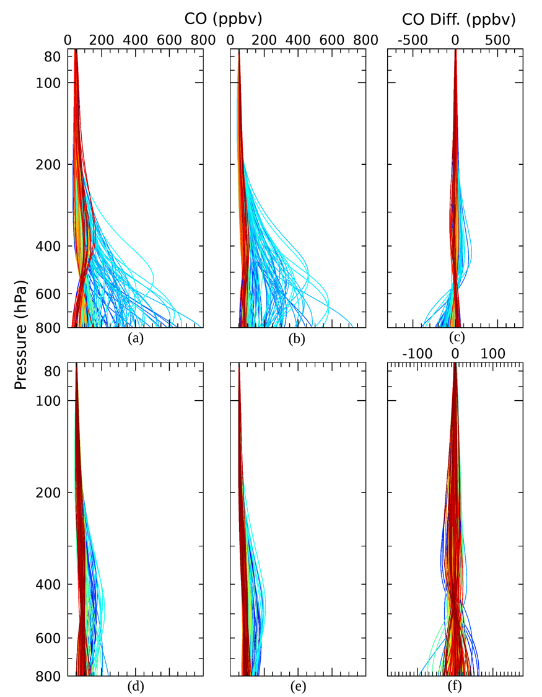 CO (ppbv)
CO Diff. (ppbv)
0 200 400 600 800
0 200 400 600 800
-500 0 500
80
100
200
400
600
800
(a)
(b)
(c)
Pressure (hPa)
-100 0 100
80
100
200
400
600
800
(d)
(e)
(f)